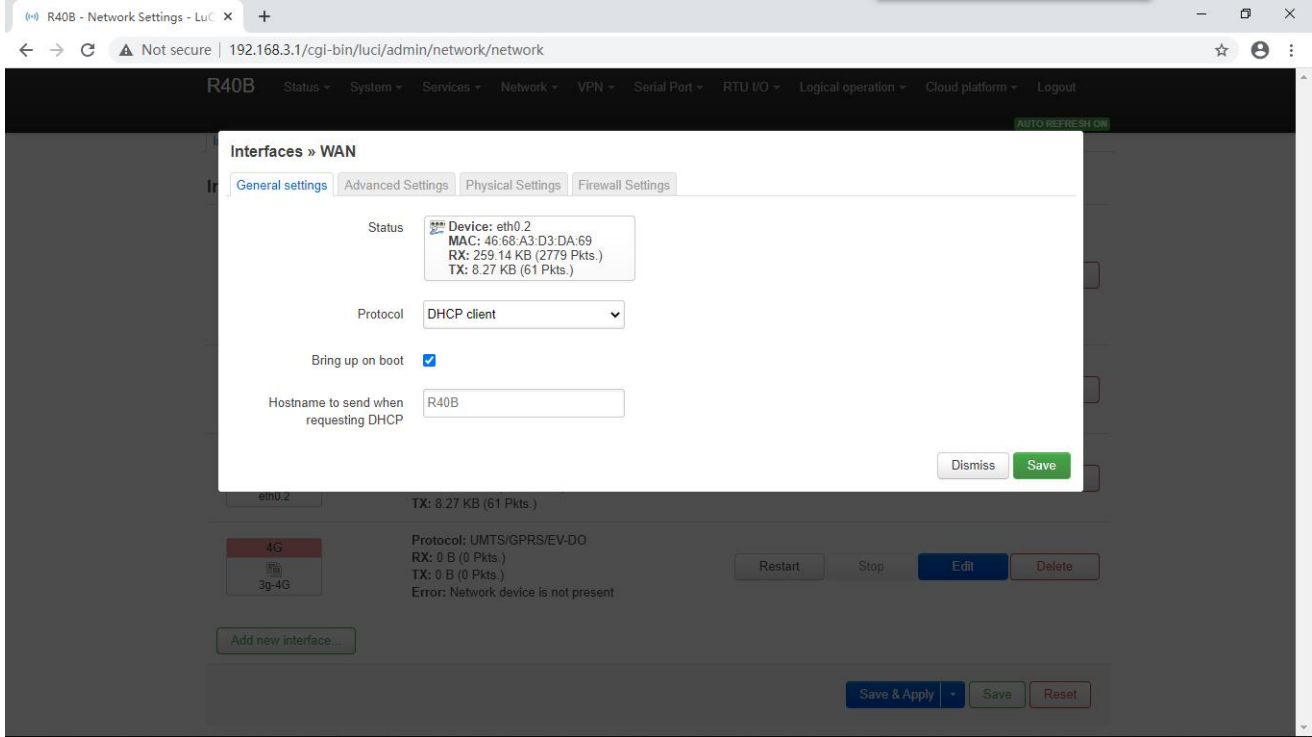 R40B - Network Settings - LuC
Not secure | 192.168.3.1/cgi-bin/luci/admin/network/network
R40B Status System Services Network VPN Serial Port RTU I/O Logical operation Cloud platform Logout
AUTO REFRESH ON
Interfaces » WAN
General settings Advanced Settings Physical Settings Firewall Settings
Status
Device: eth0.2
MAC: 46:68:A3:D3:DA:69
RX: 259.14 KB (2779 Pkts.)
TX: 8.27 KB (61 Pkts.)
Protocol DHCP client
Bring up on boot
Hostname to send when requesting DHCP R40B
Dismiss Save
eth0.2
TX: 8.27 KB (61 Pkts.)
4G
3g-4G
Protocol: UMTS/GPRS/EV-DO
RX: 0 B (0 Pkts.)
TX: 0 B (0 Pkts.)
Error: Network device is not present
Restart Stop Edit Delete
Add new interface...
Save & Apply Save Reset